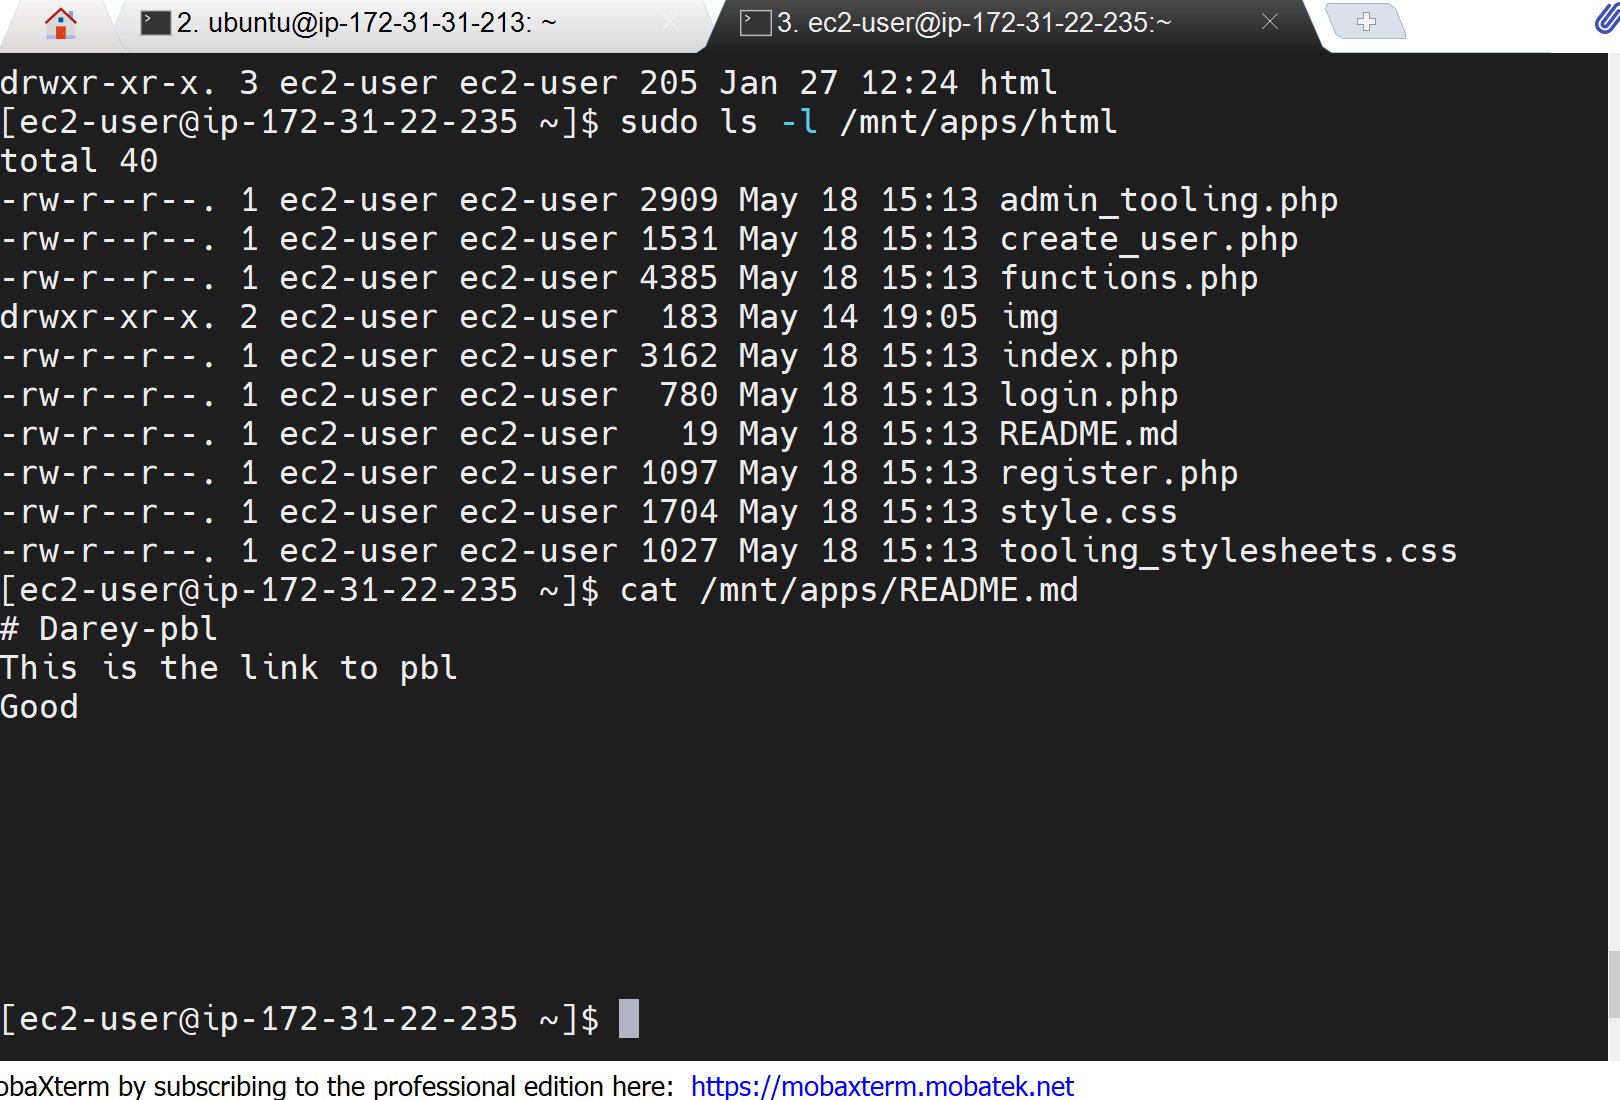 2. ubuntu@ip-172-31-31-213: ~
3. ec2-user@ip-172-31-22-235:~
drwxr-xr-x. 3 ec2-user ec2-user 205 Jan 27 12:24 html
[ec2-user@ip-172-31-22-235 ~]$ sudo ls -l /mnt/apps/html
total 40
-rw-r--r--. 1 ec2-user ec2-user 2909 May 18 15:13 admin_tooling.php
-rw-r--r--. 1 ec2-user ec2-user 1531 May 18 15:13 create_user.php
-rw-r--r--. 1 ec2-user ec2-user 4385 May 18 15:13 functions.php
drwxr-xr-x. 2 ec2-user ec2-user  183 May 14 19:05 img
-rw-r--r--. 1 ec2-user ec2-user 3162 May 18 15:13 index.php
-rw-r--r--. 1 ec2-user ec2-user  780 May 18 15:13 login.php
-rw-r--r--. 1 ec2-user ec2-user   19 May 18 15:13 README.md
-rw-r--r--. 1 ec2-user ec2-user 1097 May 18 15:13 register.php
-rw-r--r--. 1 ec2-user ec2-user 1704 May 18 15:13 style.css
-rw-r--r--. 1 ec2-user ec2-user 1027 May 18 15:13 tooling_stylesheets.css
[ec2-user@ip-172-31-22-235 ~]$ cat /mnt/apps/README.md
# Darey-pbl
This is the link to pbl
Good
[ec2-user@ip-172-31-22-235 ~]$
obaXterm by subscribing to the professional edition here: https://mobaxterm.mobatek.net